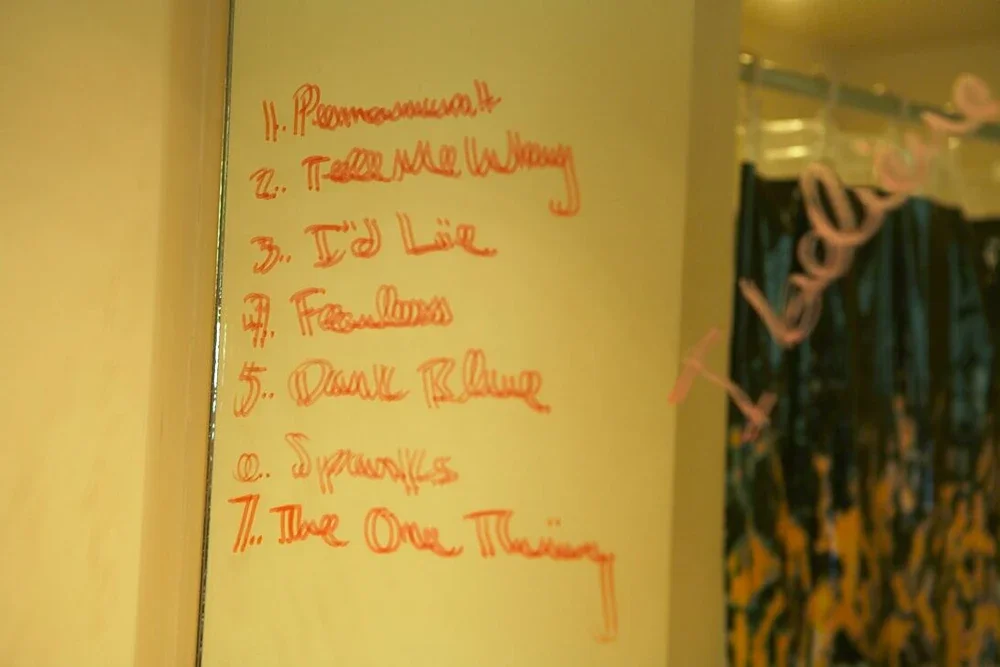 1. Permanent
2. Tell Me Why
3. I'd Lie
4. Fearless
5. Dark Blue
6. Sparks
7. The One Thing
I Love